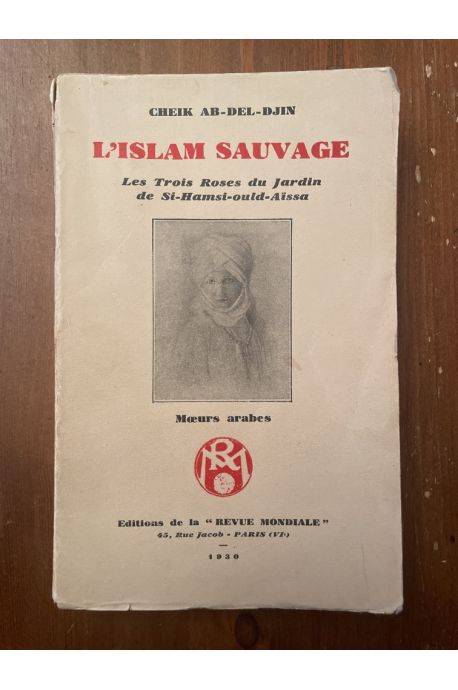 CHEIK AB-DEL-DJIN
L'ISLAM SAUVAGE
Les Trois Roses du Jardin
de Si-Hamsi-ould-Aïssa
Mœurs arabes
RM
Editions de la "REVUE MONDIALE"
45, Rue Jacob - PARIS (VIe)
1930